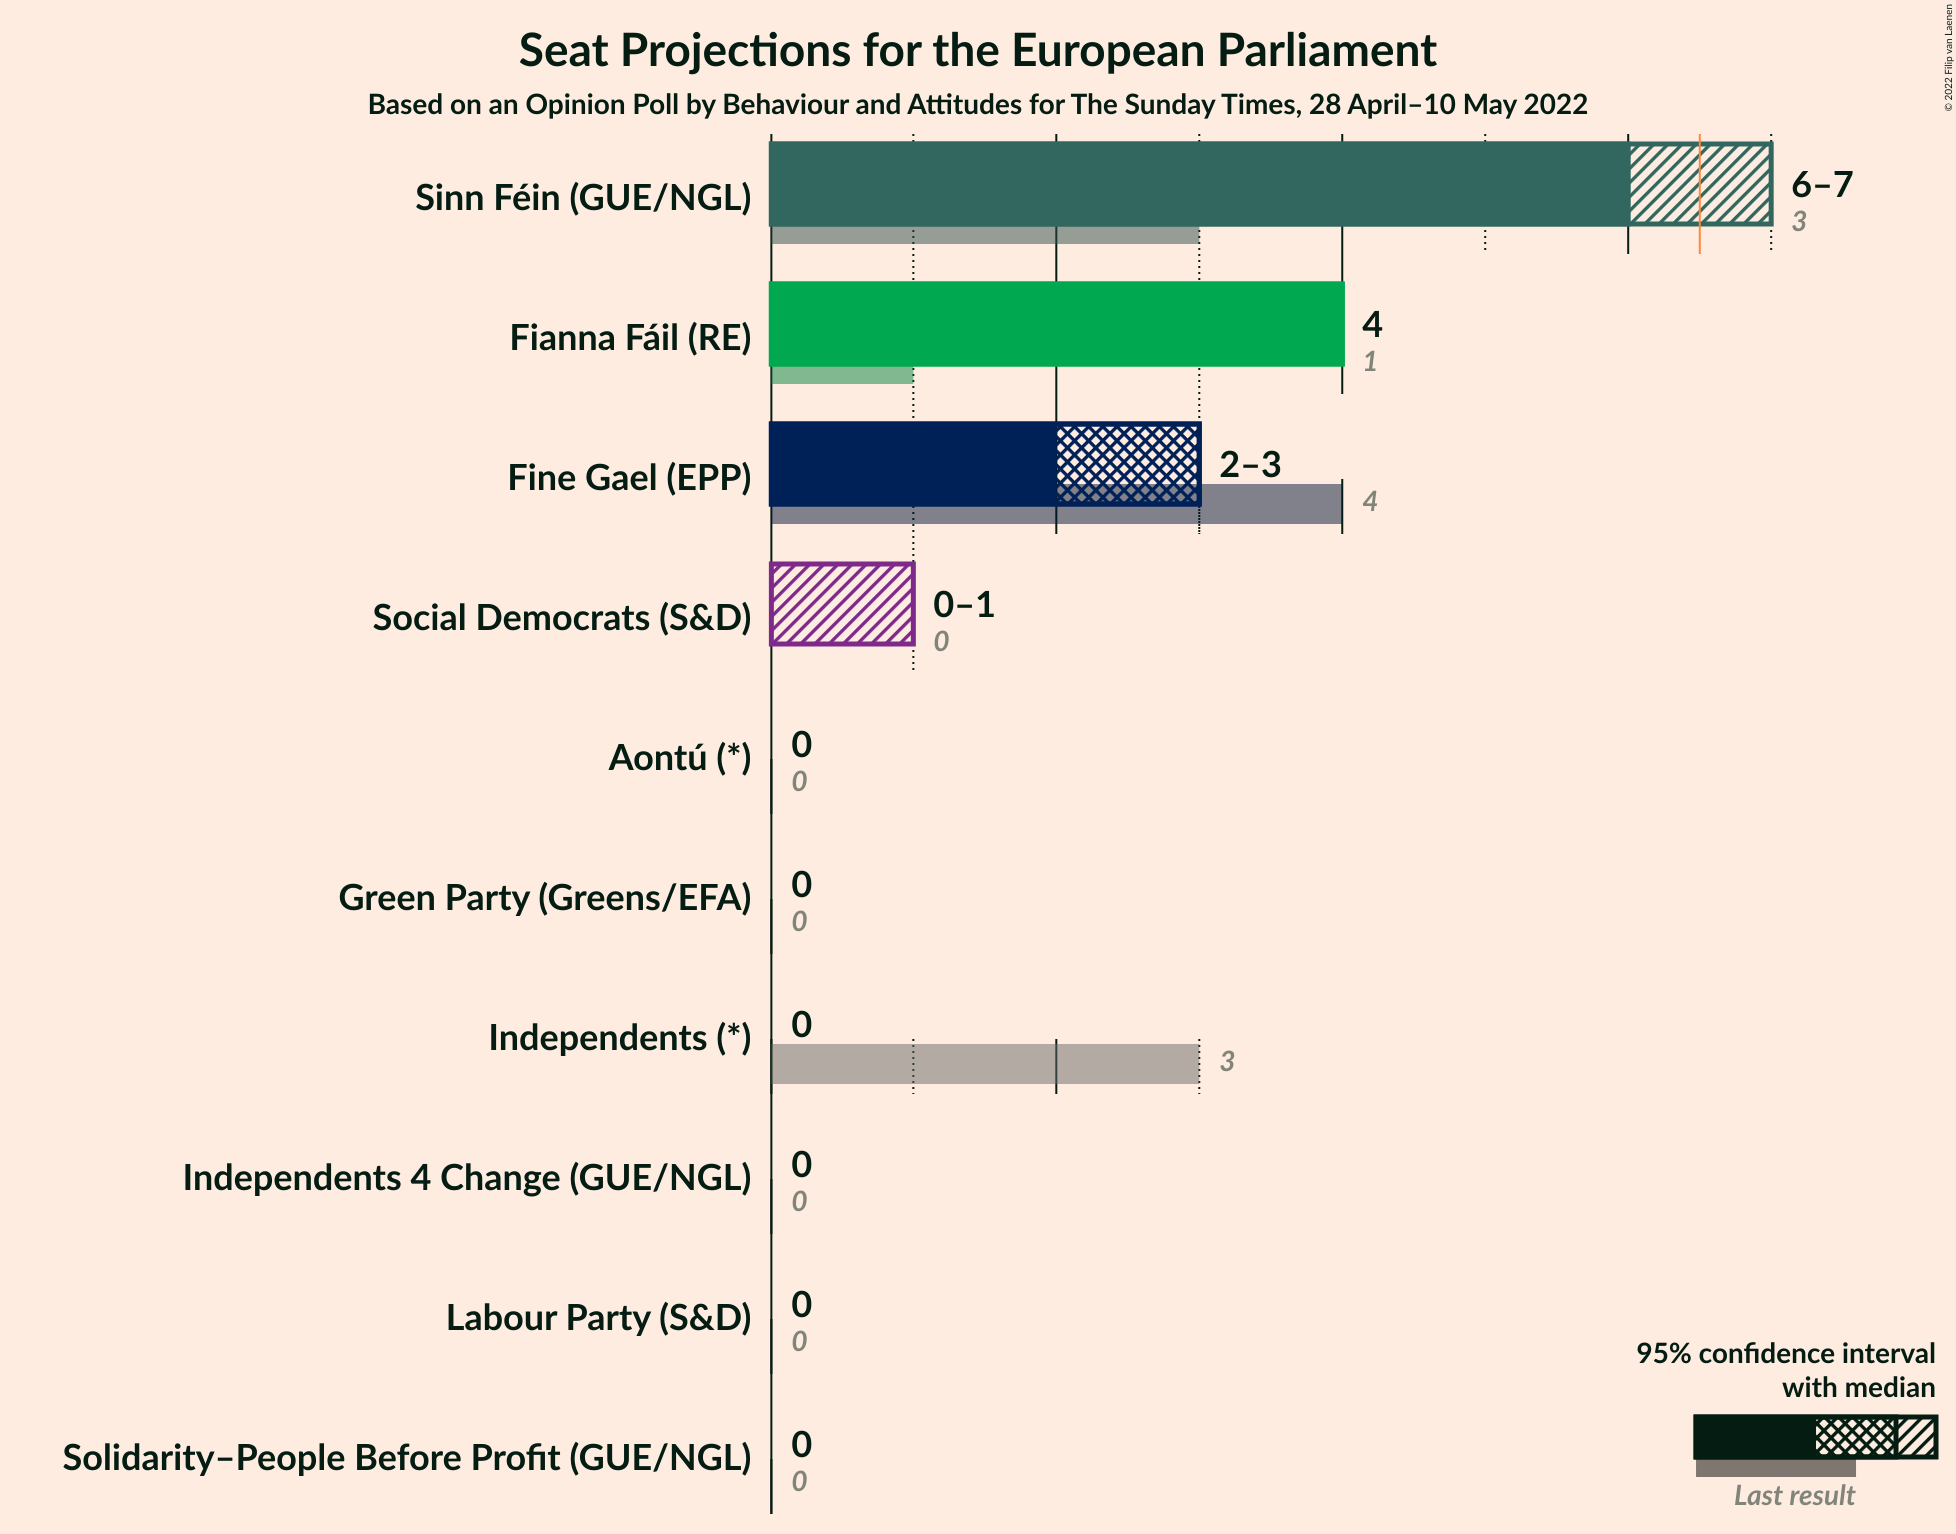 Seat Projections for the European Parliament
Based on an Opinion Poll by Behaviour and Attitudes for The Sunday Times, 28 April–10 May 2022
© 2022 Filip van Laenen
Sinn Féin (GUE/NGL)
6–7
3
Fianna Fáil (RE)
4
1
Fine Gael (EPP)
2–3
4
Social Democrats (S&D)
0–1
0
Aontú (*)
0
0
Green Party (Greens/EFA)
0
0
Independents (*)
0
3
Independents 4 Change (GUE/NGL)
0
0
Labour Party (S&D)
0
0
Solidarity–People Before Profit (GUE/NGL)
0
0
95% confidence interval
with median
Last result